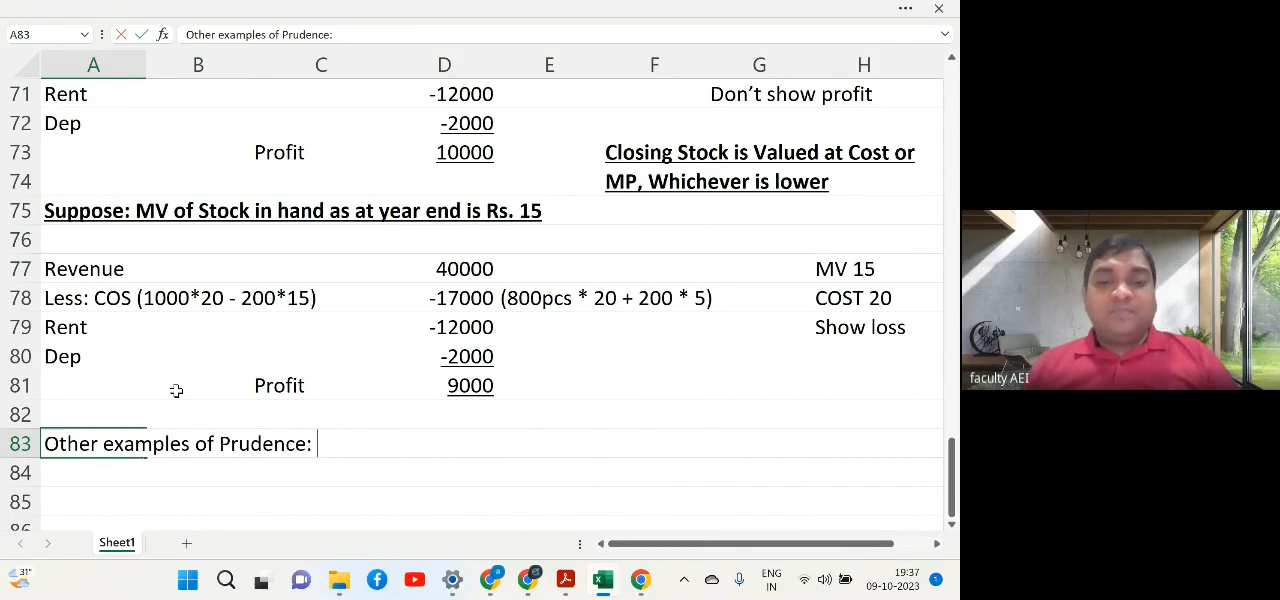 A83
fx
Other examples of Prudence:
A B C D E F G H
71 Rent -12000 Don’t show profit
72 Dep -2000
73 Profit 10000 Closing Stock is Valued at Cost or
74 MP, Whichever is lower
75 Suppose: MV of Stock in hand as at year end is Rs. 15
76
77 Revenue 40000 MV 15
78 Less: COS (1000*20 - 200*15) -17000 (800pcs * 20 + 200 * 5) COST 20
79 Rent -12000 Show loss
80 Dep -2000
81 Profit 9000
82
83 Other examples of Prudence:
84
85
86
faculty AEI
Sheet1
31°
ENG
IN
19:37
09-10-2023
1